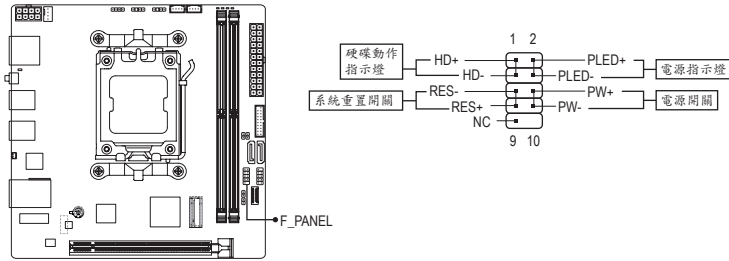 1 2
硬碟動作
指示燈
HD+
PLED+
HD-
PLED-
電源指示燈
系統重置開關
RES-
PW+
RES+
PW-
電源開關
NC
9 10
F_PANEL